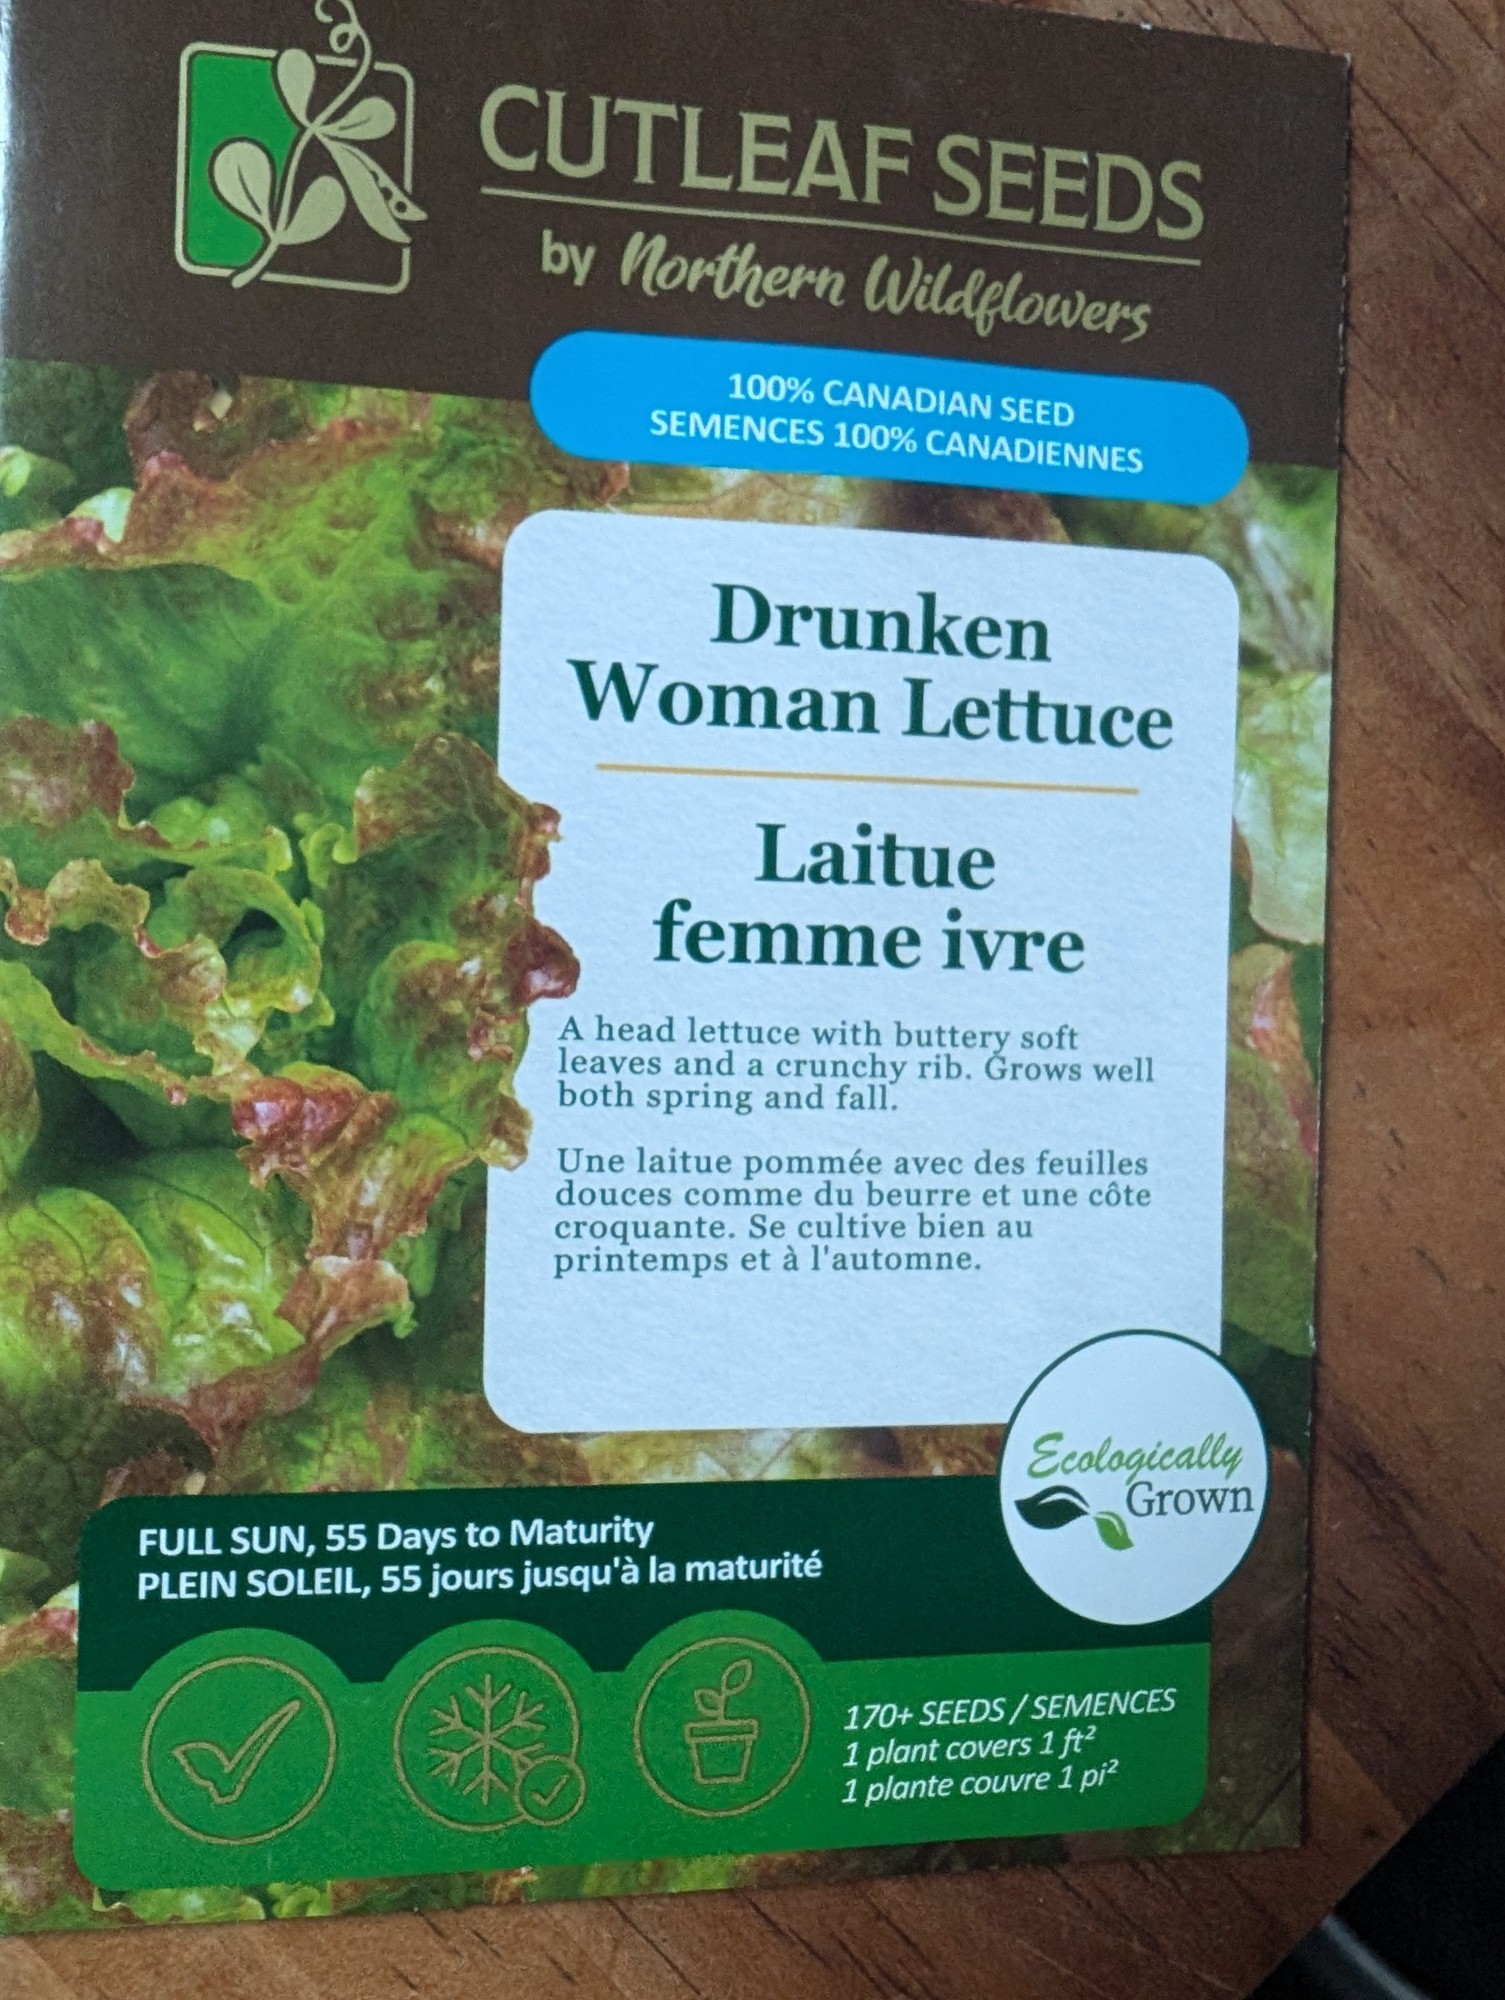 CUTLEAF SEEDS
by Northern Wildflowers
100% CANADIAN SEED
SEMENCES 100% CANADIENNES
Drunken
Woman Lettuce
Laitue
femme ivre
A head lettuce with buttery soft
leaves and a crunchy rib. Grows well
both spring and fall.
Une laitue pommée avec des feuilles
douces comme du beurre et une côte
croquante. Se cultive bien au
printemps et à l'automne.
Ecologically
Grown
FULL SUN, 55 Days to Maturity
PLEIN SOLEIL, 55 jours jusqu'à la maturité
170+ SEEDS / SEMENCES
1 plant covers 1 ft²
1 plante couvre 1 pi²